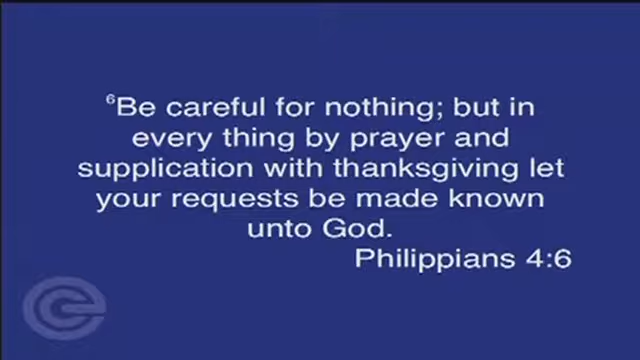 ⁶Be careful for nothing; but in
every thing by prayer and
supplication with thanksgiving let
your requests be made known
unto God.
Philippians 4:6